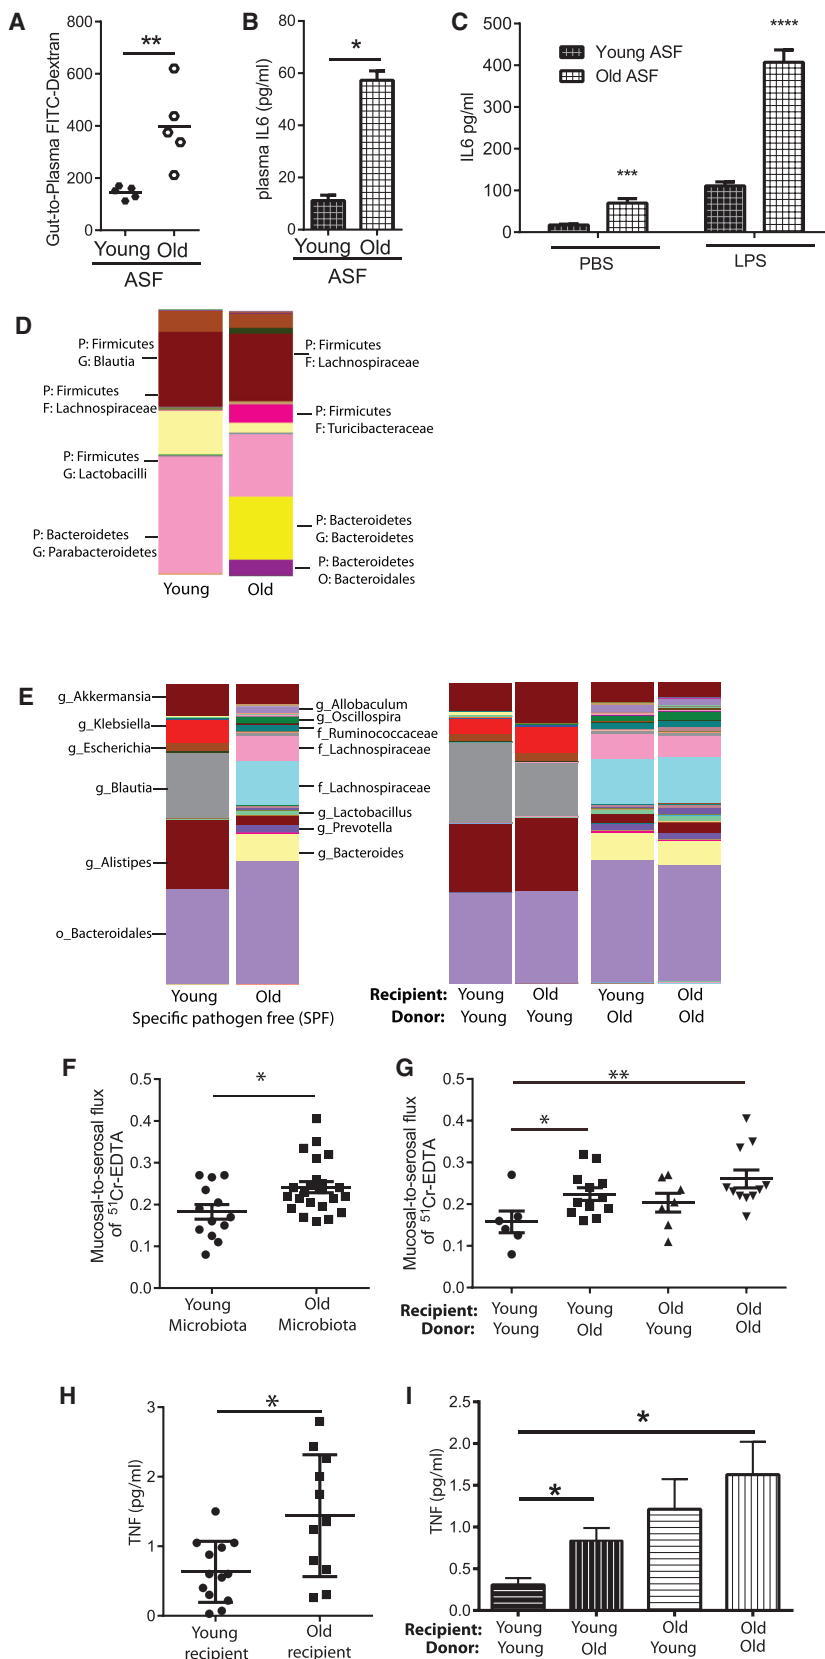 A
Gut-to-Plasma FITC-Dextran
800
600
400
200
0
**
Young Old
ASF
B
plasma IL6 (pg/ml)
80
60
40
20
0
*
Young Old
ASF
C
IL6 pg/ml
500
400
300
200
100
0
Young ASF
Old ASF
***
****
PBS
LPS
D
P: Firmicutes
G: Blautia
P: Firmicutes
F: Lachnospiraceae
P: Firmicutes
G: Lactobacilli
P: Bacteroidetes
G: Parabacteroidetes
P: Firmicutes
F: Lachnospiraceae
P: Firmicutes
F: Turicibacteraceae
P: Bacteroidetes
G: Bacteroidetes
P: Bacteroidetes
O: Bacteroidales
Young
Old
E
g_Akkermansia
g_Klebsiella
g_Escherichia
g_Blautia
g_Alistipes
o_Bacteroidales
g_Allobaculum
g_Oscillospira
f_Ruminococcaceae
f_Lachnospiraceae
f_Lachnospiraceae
g_Lactobacillus
g_Prevotella
g_Bacteroides
Young Old
Specific pathogen free (SPF)
Recipient: Young Old Young Old
Donor: Young Young Old Old
F
Mucosal-to-serosal flux
of 51Cr-EDTA
0.5
0.4
0.3
0.2
0.1
0.0
*
Young Old
Microbiota Microbiota
G
Mucosal-to-serosal flux
of 51Cr-EDTA
0.5
0.4
0.3
0.2
0.1
0.0
**
*
Recipient: Young Young Old Old
Donor: Young Old Young Old
H
TNF (pg/ml)
3
2
1
0
*
Young Old
recipient recipient
I
TNF (pg/ml)
2.5
2.0
1.5
1.0
0.5
0.0
*
*
Recipient: Young Young Old Old
Donor: Young Old Young Old